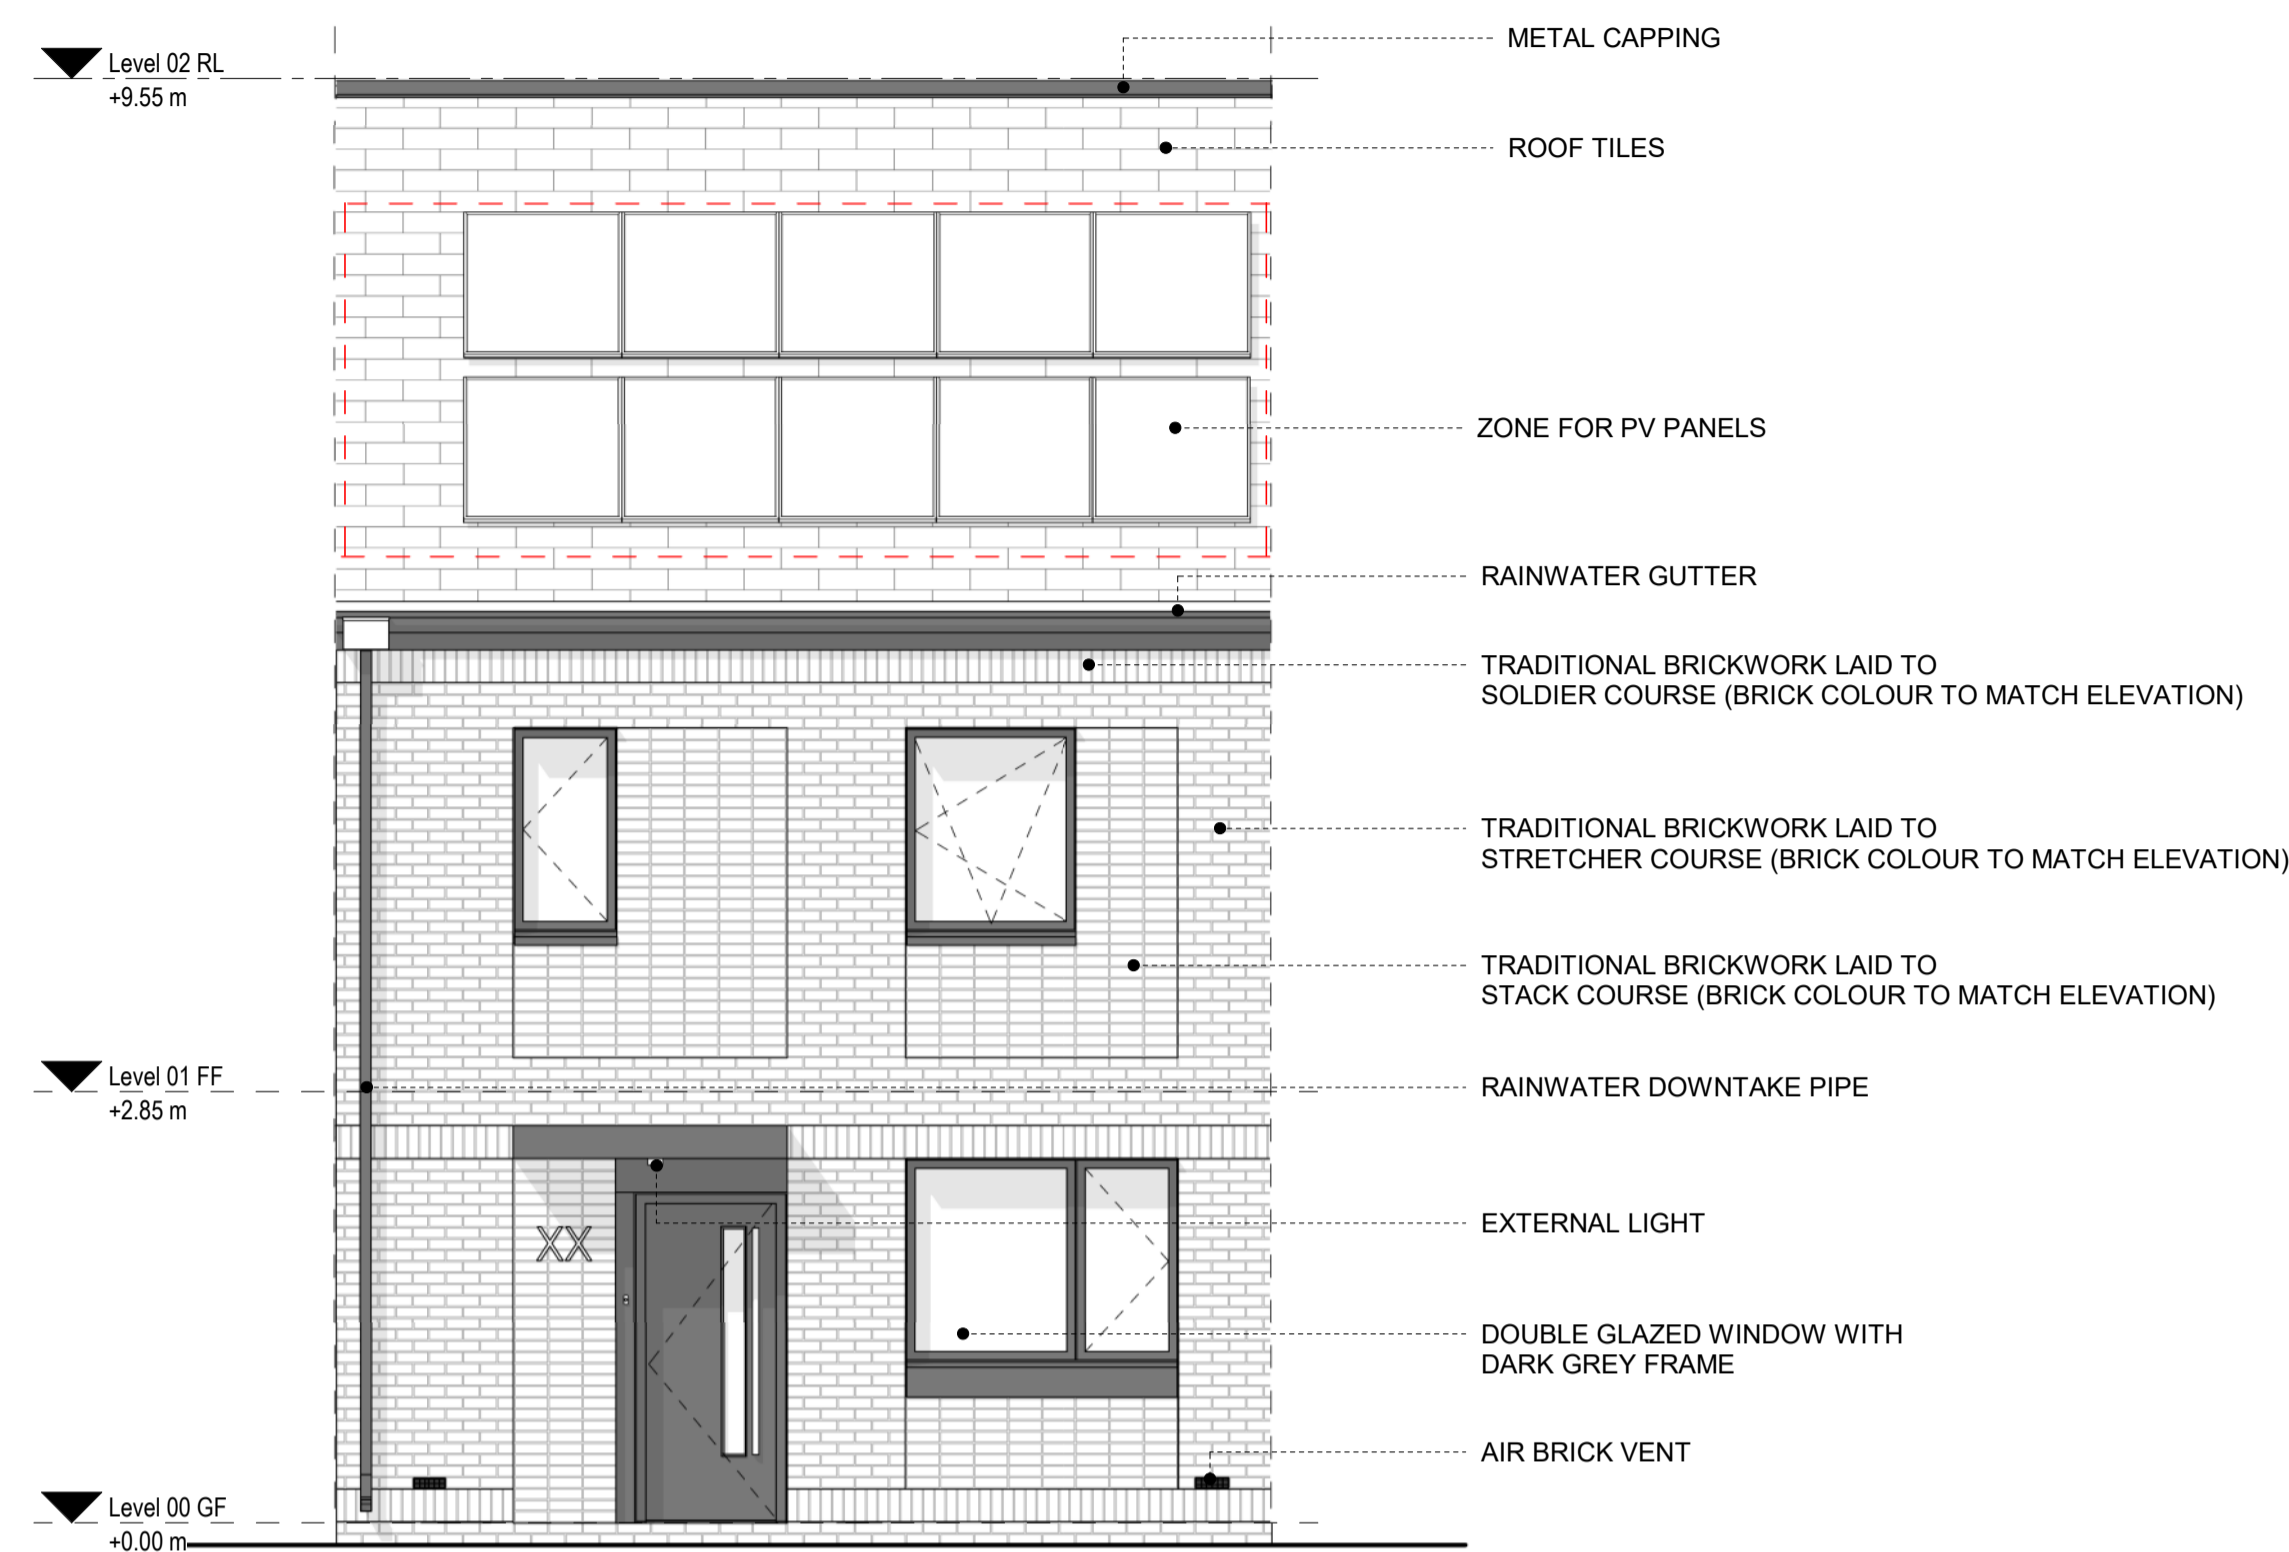 METAL CAPPING
Level 02 RL
+9.55 m
ROOF TILES
ZONE FOR PV PANELS
RAINWATER GUTTER
TRADITIONAL BRICKWORK LAID TO
SOLDIER COURSE (BRICK COLOUR TO MATCH ELEVATION)
TRADITIONAL BRICKWORK LAID TO
STRETCHER COURSE (BRICK COLOUR TO MATCH ELEVATION)
TRADITIONAL BRICKWORK LAID TO
STACK COURSE (BRICK COLOUR TO MATCH ELEVATION)
Level 01 FF
+2.85 m
RAINWATER DOWNTAKE PIPE
EXTERNAL LIGHT
XX
DOUBLE GLAZED WINDOW WITH
DARK GREY FRAME
AIR BRICK VENT
Level 00 GF
+0.00 m